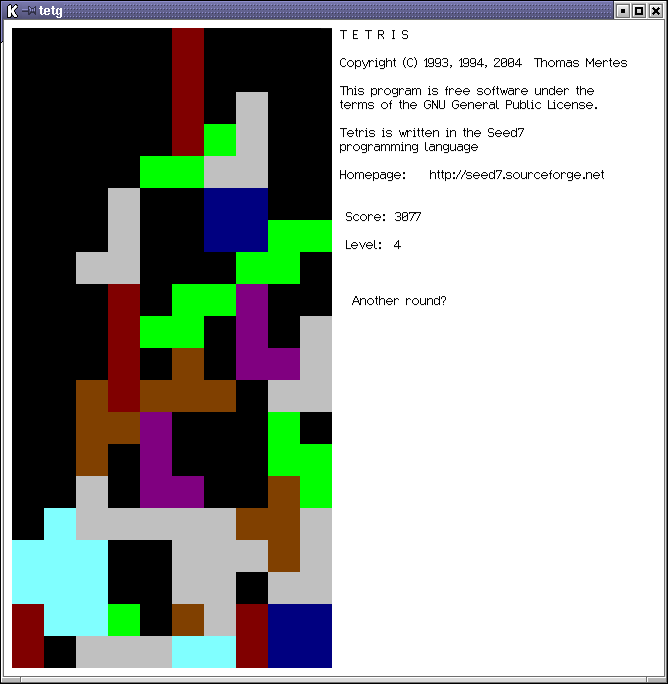 tetg
T E T R I S
Copyright (C) 1993, 1994, 2004 Thomas Mertes
This program is free software under the
terms of the GNU General Public License.
Tetris is written in the Seed7
programming language
Homepage: http://seed7.sourceforge.net
Score: 3077
Level: 4
Another round?